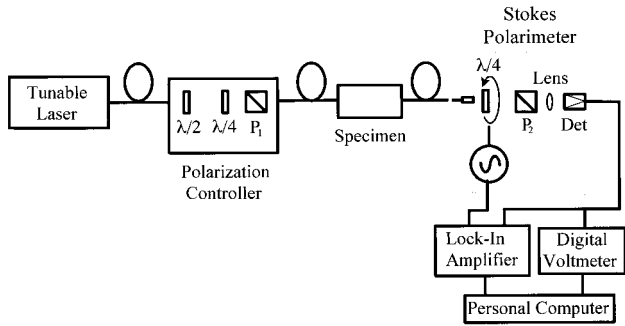 Stokes
Polarimeter
λ/4
Lens
Tunable
Laser
λ/2 λ/4 P₁
Specimen
P₂
Det
Polarization
Controller
Lock-In
Amplifier
Digital
Voltmeter
Personal Computer